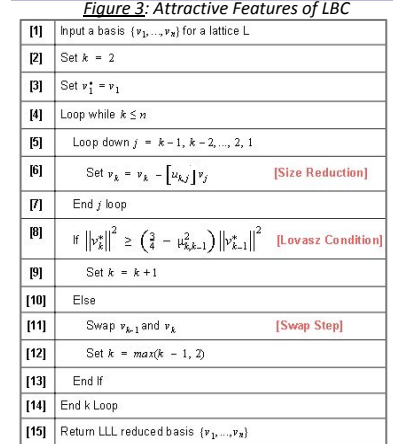 Figure 3: Attractive Features of LBC
[1] Input a basis {v₁,...,vₙ} for a lattice L
[2] Set k = 2
[3] Set v₁* = v₁
[4] Loop while k ≤ n
[5] Loop down j = k – 1, k – 2, ..., 2, 1
[6] Set vₖ = vₖ – [uₖ,ⱼ]vⱼ [Size Reduction]
[7] End j loop
[8] If ‖vₖ*‖² ≥ (3/4 – μ²ₖ,ₖ₋₁)‖v*ₖ₋₁‖² [Lovasz Condition]
[9] Set k = k + 1
[10] Else
[11] Swap vₖ₋₁ and vₖ [Swap Step]
[12] Set k = max(k – 1, 2)
[13] End If
[14] End k Loop
[15] Return LLL reduced basis {v₁,...,vₙ}